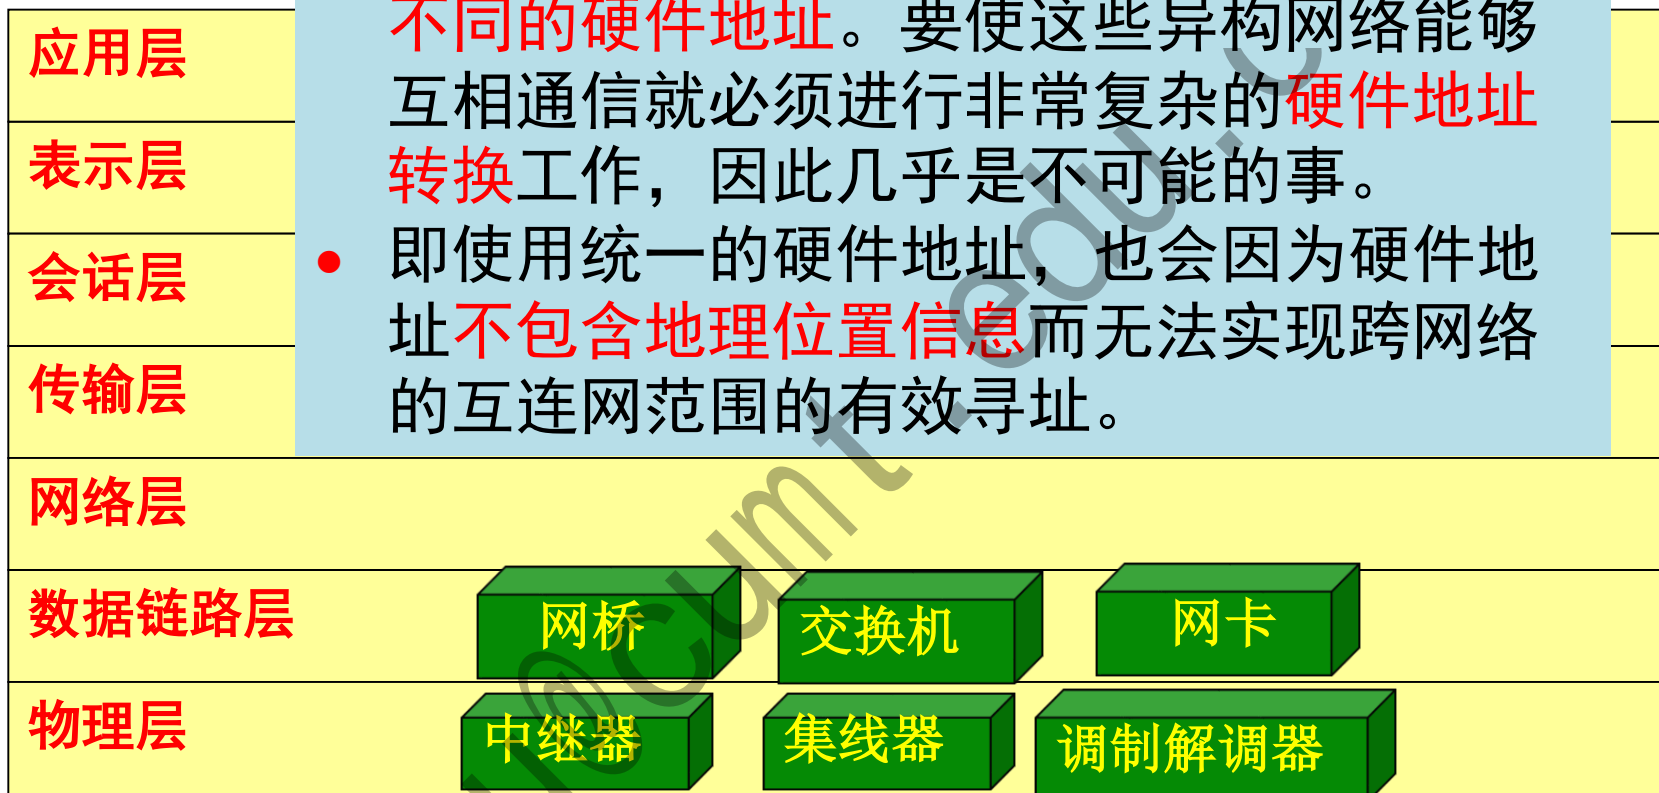 不同的硬件地址。要使这些异构网络能够
互相通信就必须进行非常复杂的硬件地址
转换工作，因此几乎是不可能的事。
• 即使用统一的硬件地址，也会因为硬件地
址不包含地理位置信息而无法实现跨网络
的互连网范围的有效寻址。
应用层
表示层
会话层
传输层
网络层
数据链路层
网桥
交换机
网卡
物理层
中继器
集线器
调制解调器
u@cumt.edu.c